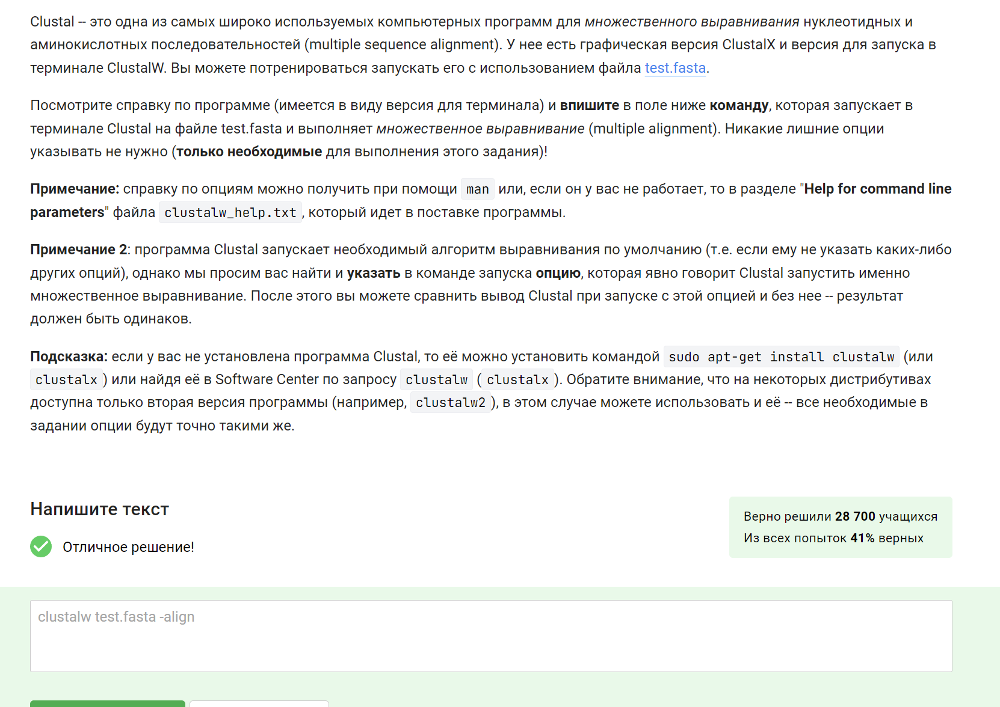 Clustal -- это одна из самых широко используемых компьютерных программ для множественного выравнивания нуклеотидных и
аминокислотных последовательностей (multiple sequence alignment). У нее есть графическая версия ClustalX и версия для запуска в
терминале ClustalW. Вы можете потренироваться запускать его с использованием файла test.fasta.
Посмотрите справку по программе (имеется в виду версия для терминала) и впишите в поле ниже команду, которая запускает в
терминале Clustal на файле test.fasta и выполняет множественное выравнивание (multiple alignment). Никакие лишние опции
указывать не нужно (только необходимые для выполнения этого задания)!
Примечание: справку по опциям можно получить при помощи man или, если он у вас не работает, то в разделе "Help for command line
parameters" файла clustalw_help.txt, который идет в поставке программы.
Примечание 2: программа Clustal запускает необходимый алгоритм выравнивания по умолчанию (т.е. если ему не указать каких-либо
других опций), однако мы просим вас найти и указать в команде запуска опцию, которая явно говорит Clustal запустить именно
множественное выравнивание. После этого вы можете сравнить вывод Clustal при запуске с этой опцией и без нее -- результат
должен быть одинаков.
Подсказка: если у вас не установлена программа Clustal, то её можно установить командой sudo apt-get install clustalw (или
clustalx) или найдя её в Software Center по запросу clustalw (clustalx). Обратите внимание, что на некоторых дистрибутивах
доступна только вторая версия программы (например, clustalw2), в этом случае можете использовать и её -- все необходимые в
задании опции будут точно такими же.
Напишите текст
Верно решили 28 700 учащихся
Из всех попыток 41% верных
Отличное решение!
clustalw test.fasta -align